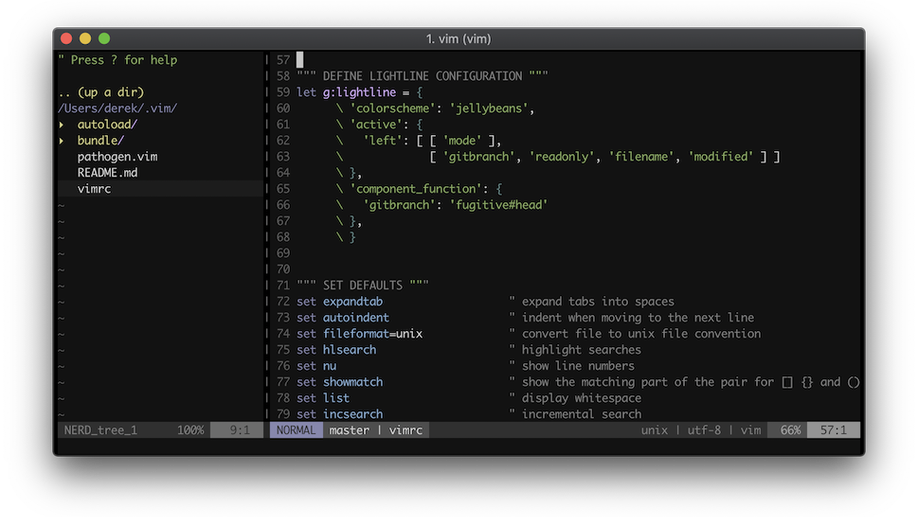 1. vim (vim)
" Press ? for help
.. (up a dir)
/Users/derek/.vim/
▸ autoload/
▸ bundle/
pathogen.vim
README.md
vimrc
~
~
~
~
~
~
~
~
~
~
~
~
~
~
NERD_tree_1 100% 9:1
57
58 """ DEFINE LIGHTLINE CONFIGURATION """
59 let g:lightline = {
60 \ 'colorscheme': 'jellybeans',
61 \ 'active': {
62 \ 'left': [ [ 'mode' ],
63 \ [ 'gitbranch', 'readonly', 'filename', 'modified' ] ]
64 \ },
65 \ 'component_function': {
66 \ 'gitbranch': 'fugitive#head'
67 \ },
68 \ }
69
70
71 """ SET DEFAULTS """
72 set expandtab " expand tabs into spaces
73 set autoindent " indent when moving to the next line
74 set fileformat=unix " convert file to unix file convention
75 set hlsearch " highlight searches
76 set nu " show line numbers
77 set showmatch " show the matching part of the pair for [] {} and ()
78 set list " display whitespace
79 set incsearch " incremental search
NORMAL master | vimrc unix | utf-8 | vim 66% 57:1